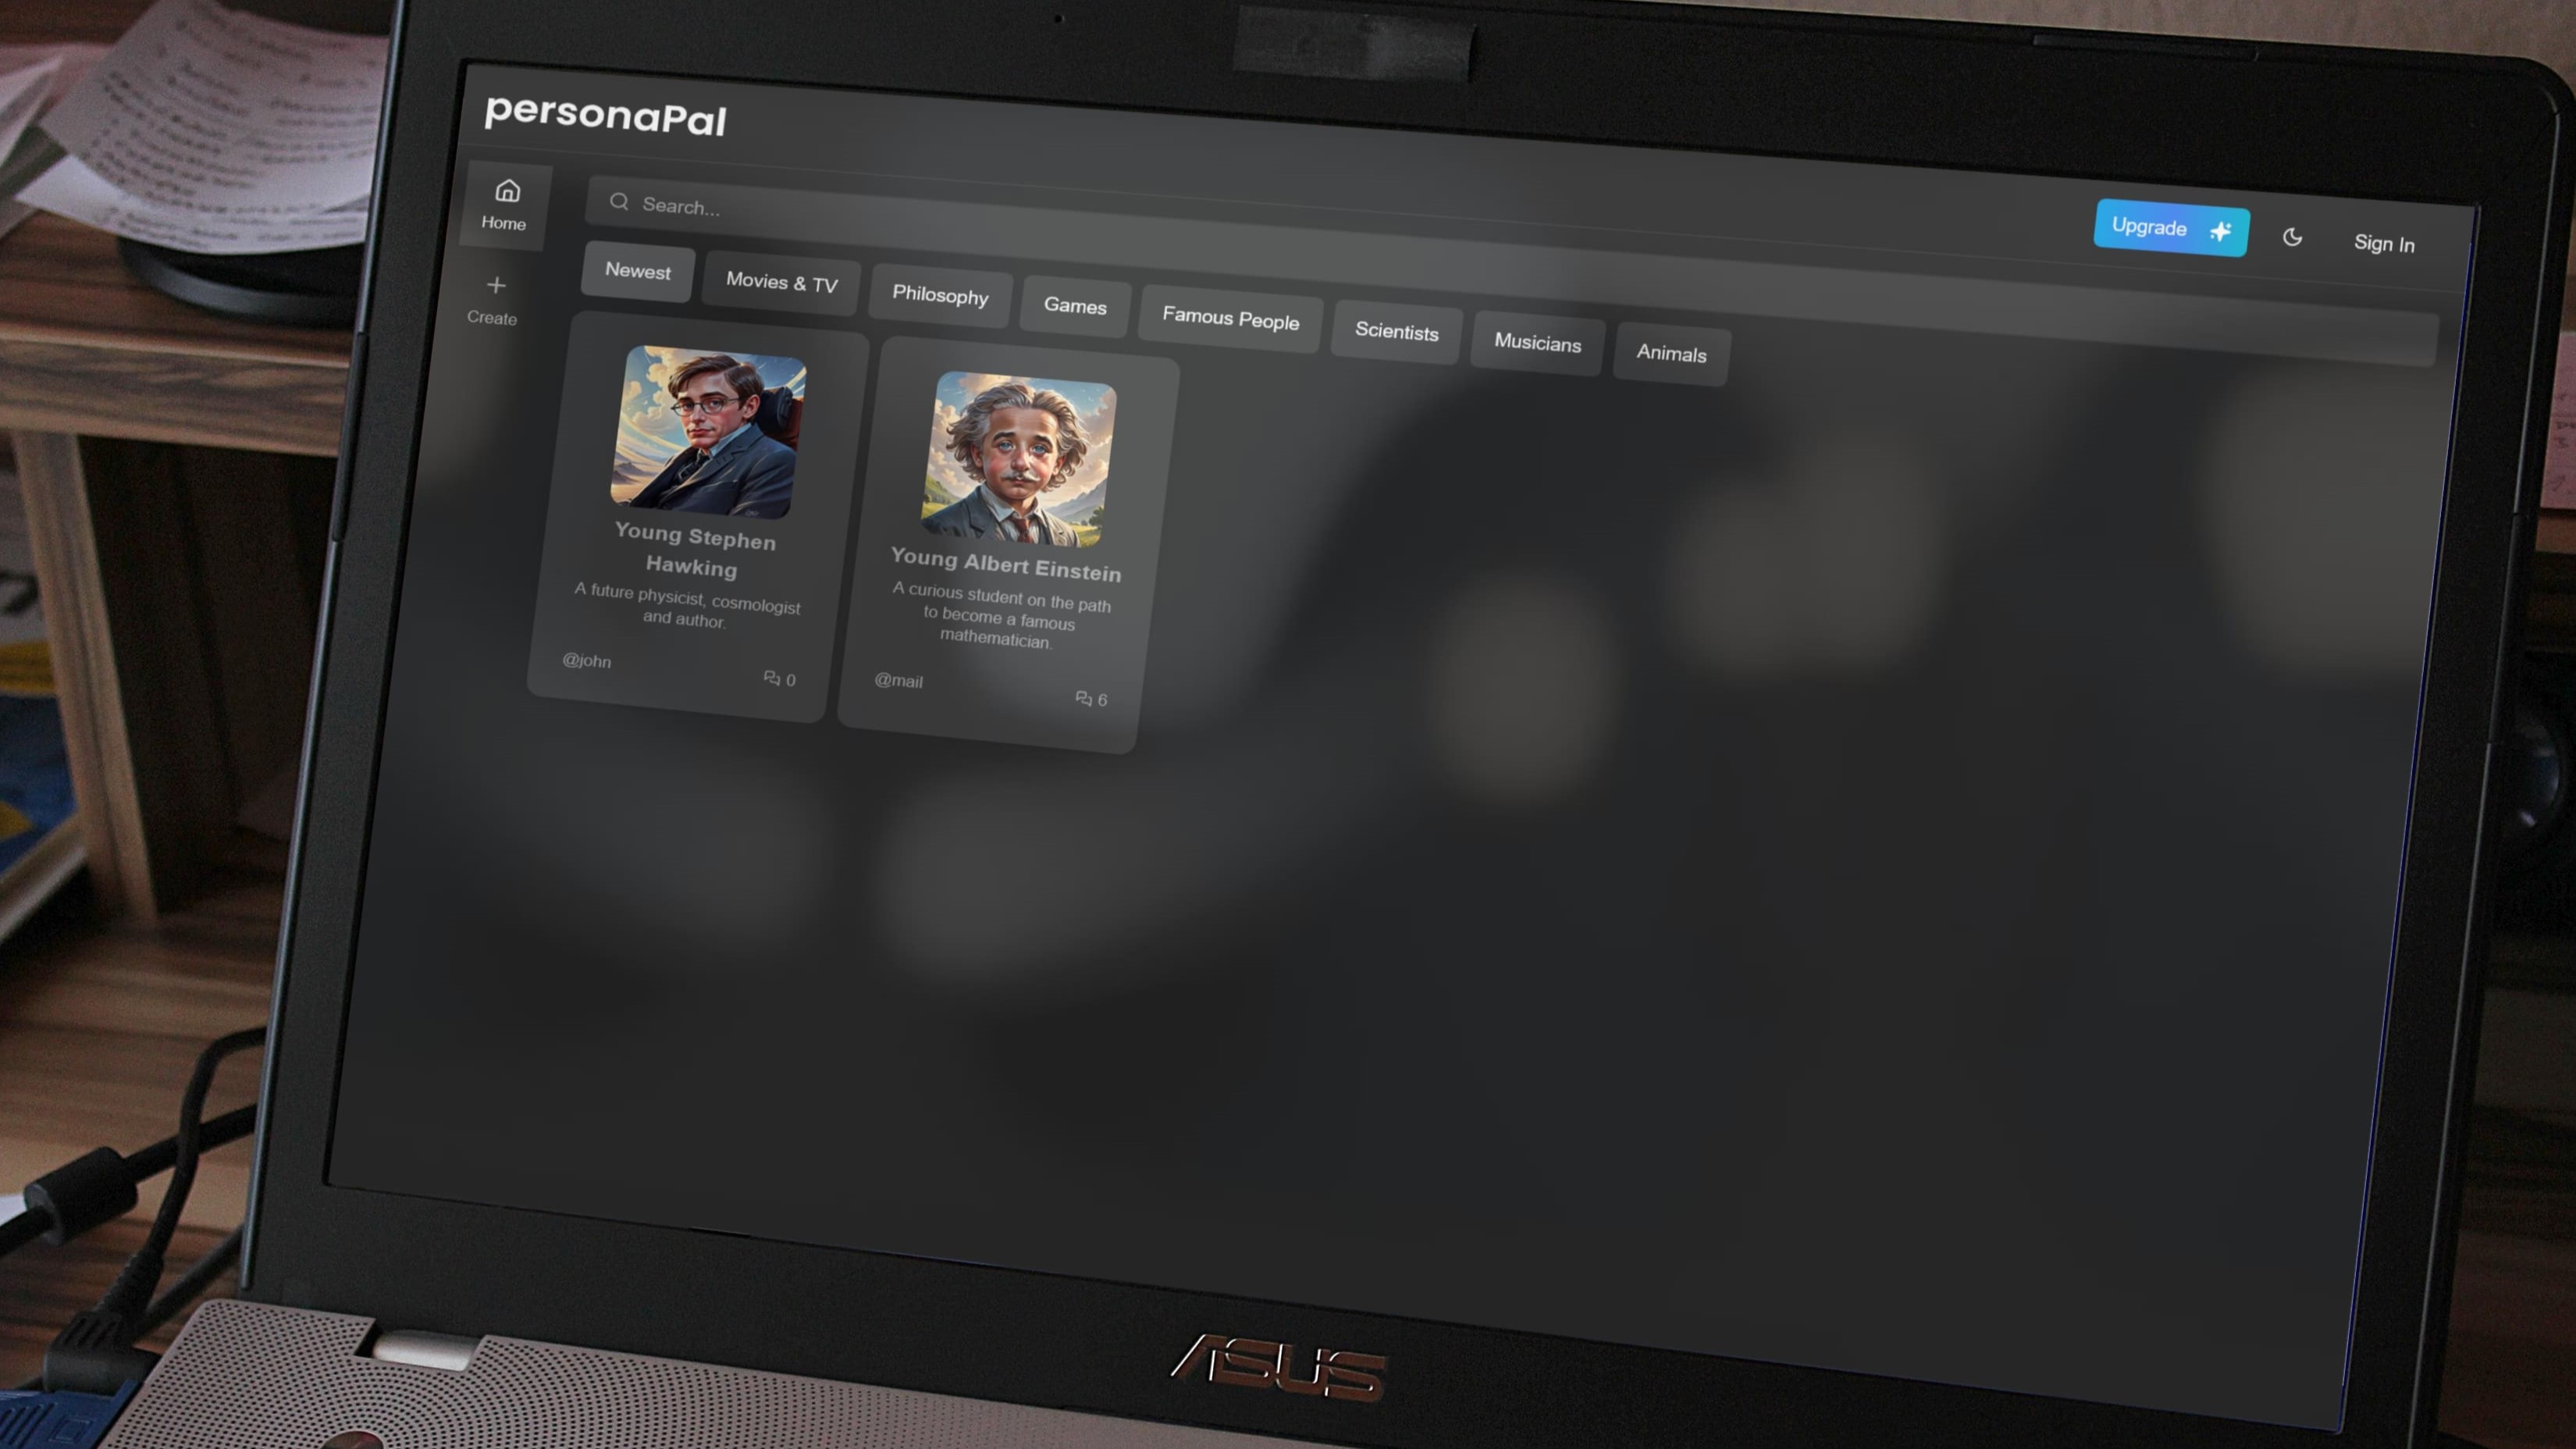 personaPal
Upgrade
Sign In
Home
Create
Search...
Newest
Movies & TV
Philosophy
Games
Famous People
Scientists
Musicians
Animals
Young Stephen
Hawking
A future physicist, cosmologist
and author.
@john
0
Young Albert Einstein
A curious student on the path
to become a famous
mathematician.
@mail
6
ASUS